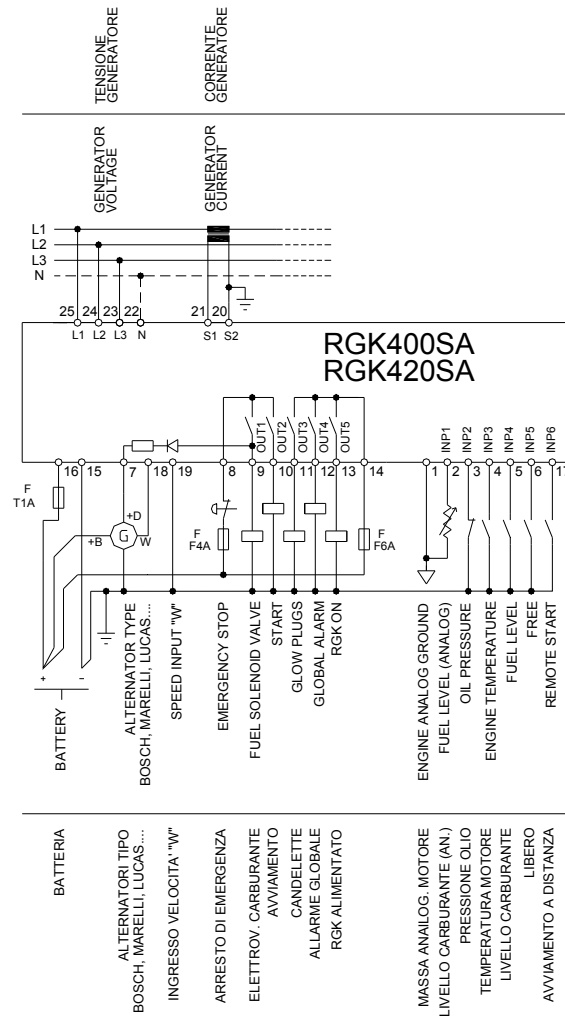 TENSIONE
GENERATORE
CORRENTE
GENERATORE
GENERATOR
VOLTAGE
GENERATOR
CURRENT
L1
L2
L3
N
25 24 23 22 21 20
L1 L2 L3 N S1 S2
RGK400SA
RGK420SA
OUT1
OUT2
OUT3
OUT4
OUT5
INP1
INP2
INP3
INP4
INP5
INP6
16 15 7 18 19 8 9 10 11 12 13 14 1 2 3 4 5 6 17
F
T1A
+D
+B G W
F
F4A
F
F6A
+ –
BATTERY
ALTERNATOR TYPE
BOSCH, MARELLI, LUCAS....
SPEED INPUT "W"
EMERGENCY STOP
FUEL SOLENOID VALVE
START
GLOW PLUGS
GLOBAL ALARM
RGK ON
ENGINE ANALOG GROUND
FUEL LEVEL (ANALOG)
OIL PRESSURE
ENGINE TEMPERATURE
FUEL LEVEL
FREE
REMOTE START
BATTERIA
ALTERNATORI TIPO
BOSCH, MARELLI, LUCAS....
INGRESSO VELOCITA' "W"
ARRESTO DI EMERGENZA
ELETTROV. CARBURANTE
AVVIAMENTO
CANDELETTE
ALLARME GLOBALE
RGK ALIMENTATO
MASSA ANAILOG. MOTORE
LIVELLO CARBURANTE (AN.)
PRESSIONE OLIO
TEMPERATURA MOTORE
LIVELLO CARBURANTE
LIBERO
AVVIAMENTO A DISTANZA